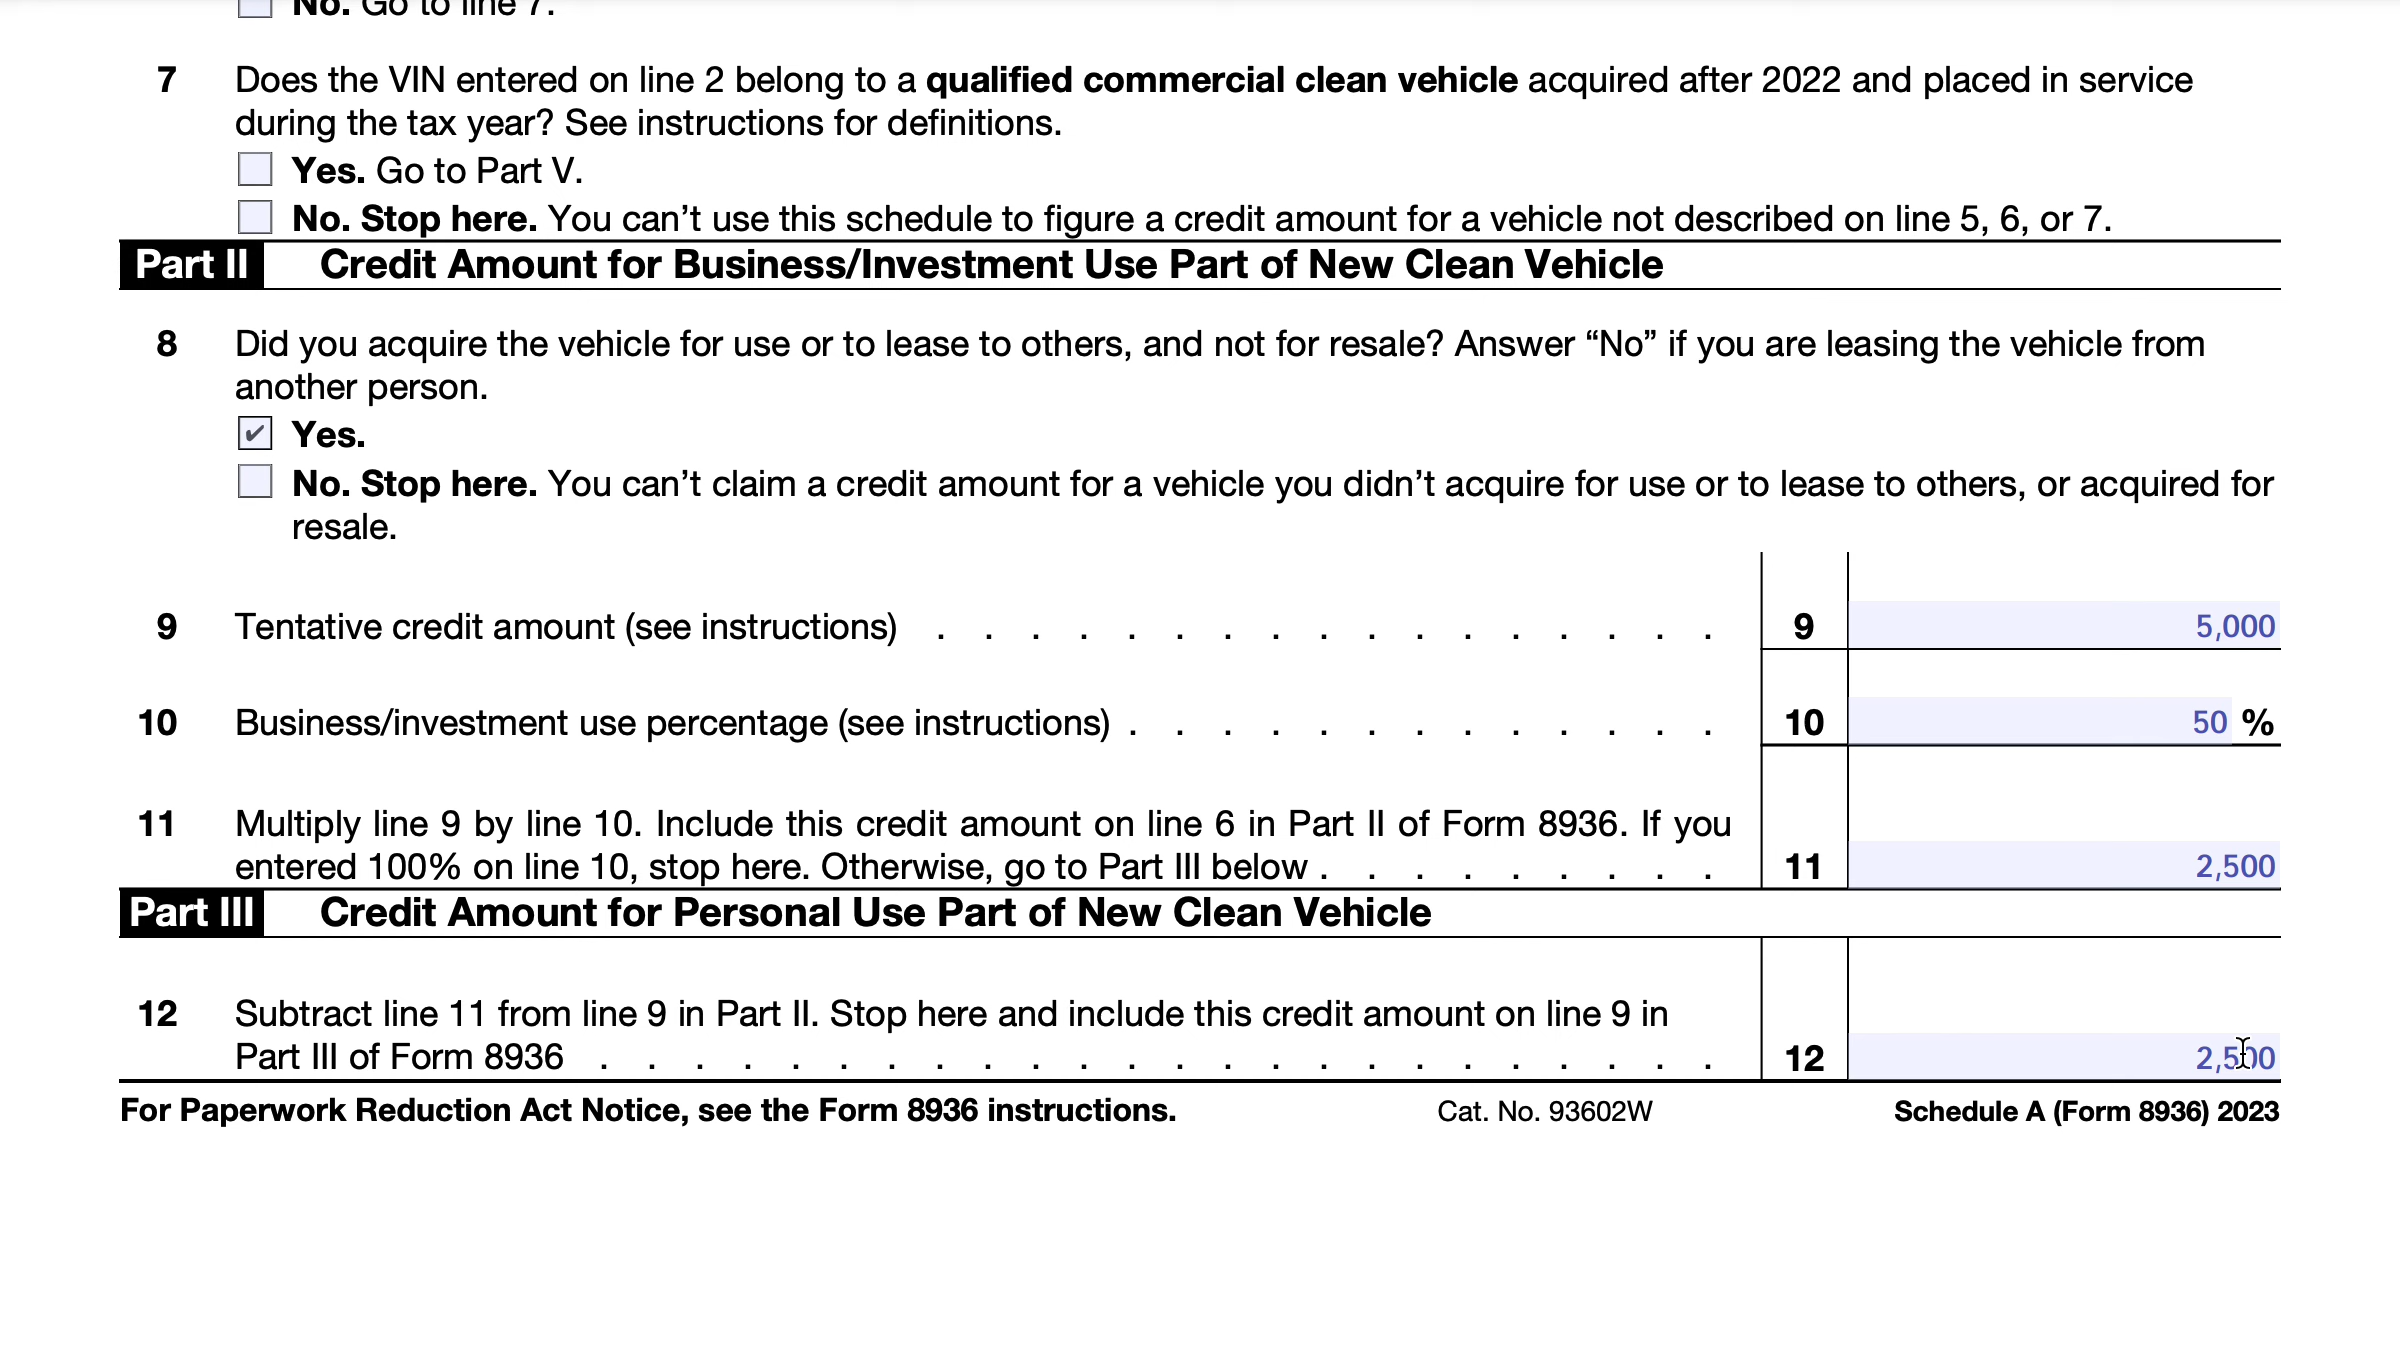 No. Go to line 7.
7 Does the VIN entered on line 2 belong to a qualified commercial clean vehicle acquired after 2022 and placed in service
during the tax year? See instructions for definitions.
Yes. Go to Part V.
No. Stop here. You can’t use this schedule to figure a credit amount for a vehicle not described on line 5, 6, or 7.
Part II Credit Amount for Business/Investment Use Part of New Clean Vehicle
8 Did you acquire the vehicle for use or to lease to others, and not for resale? Answer “No” if you are leasing the vehicle from
another person.
✔ Yes.
No. Stop here. You can’t claim a credit amount for a vehicle you didn’t acquire for use or to lease to others, or acquired for
resale.
9 Tentative credit amount (see instructions) . . . . . . . . . . . . . . . . . 9 5,000
10 Business/investment use percentage (see instructions) . . . . . . . . . . . . . 10 50 %
11 Multiply line 9 by line 10. Include this credit amount on line 6 in Part II of Form 8936. If you
entered 100% on line 10, stop here. Otherwise, go to Part III below . . . . . . . . . 11 2,500
Part III Credit Amount for Personal Use Part of New Clean Vehicle
12 Subtract line 11 from line 9 in Part II. Stop here and include this credit amount on line 9 in
Part III of Form 8936 . . . . . . . . . . . . . . . . . . . . . . . . 12 2,500
For Paperwork Reduction Act Notice, see the Form 8936 instructions. Cat. No. 93602W Schedule A (Form 8936) 2023